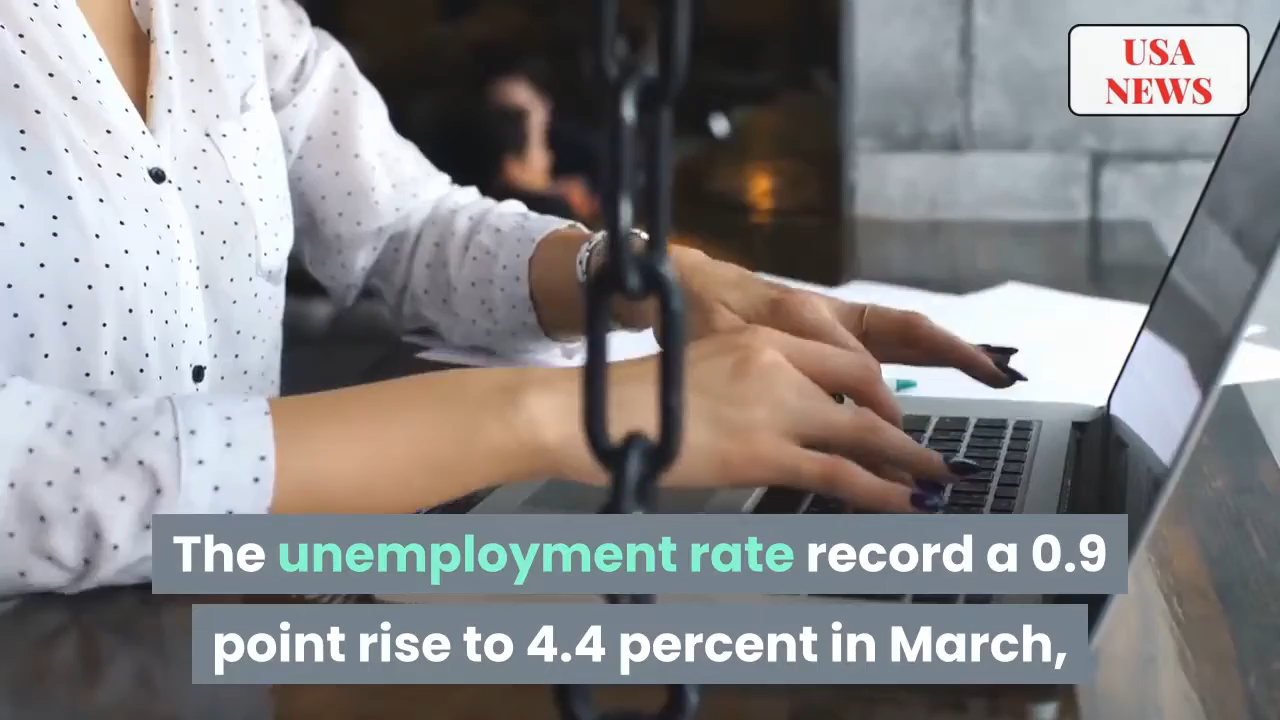 USA
NEWS
The unemployment rate record a 0.9
point rise to 4.4 percent in March,